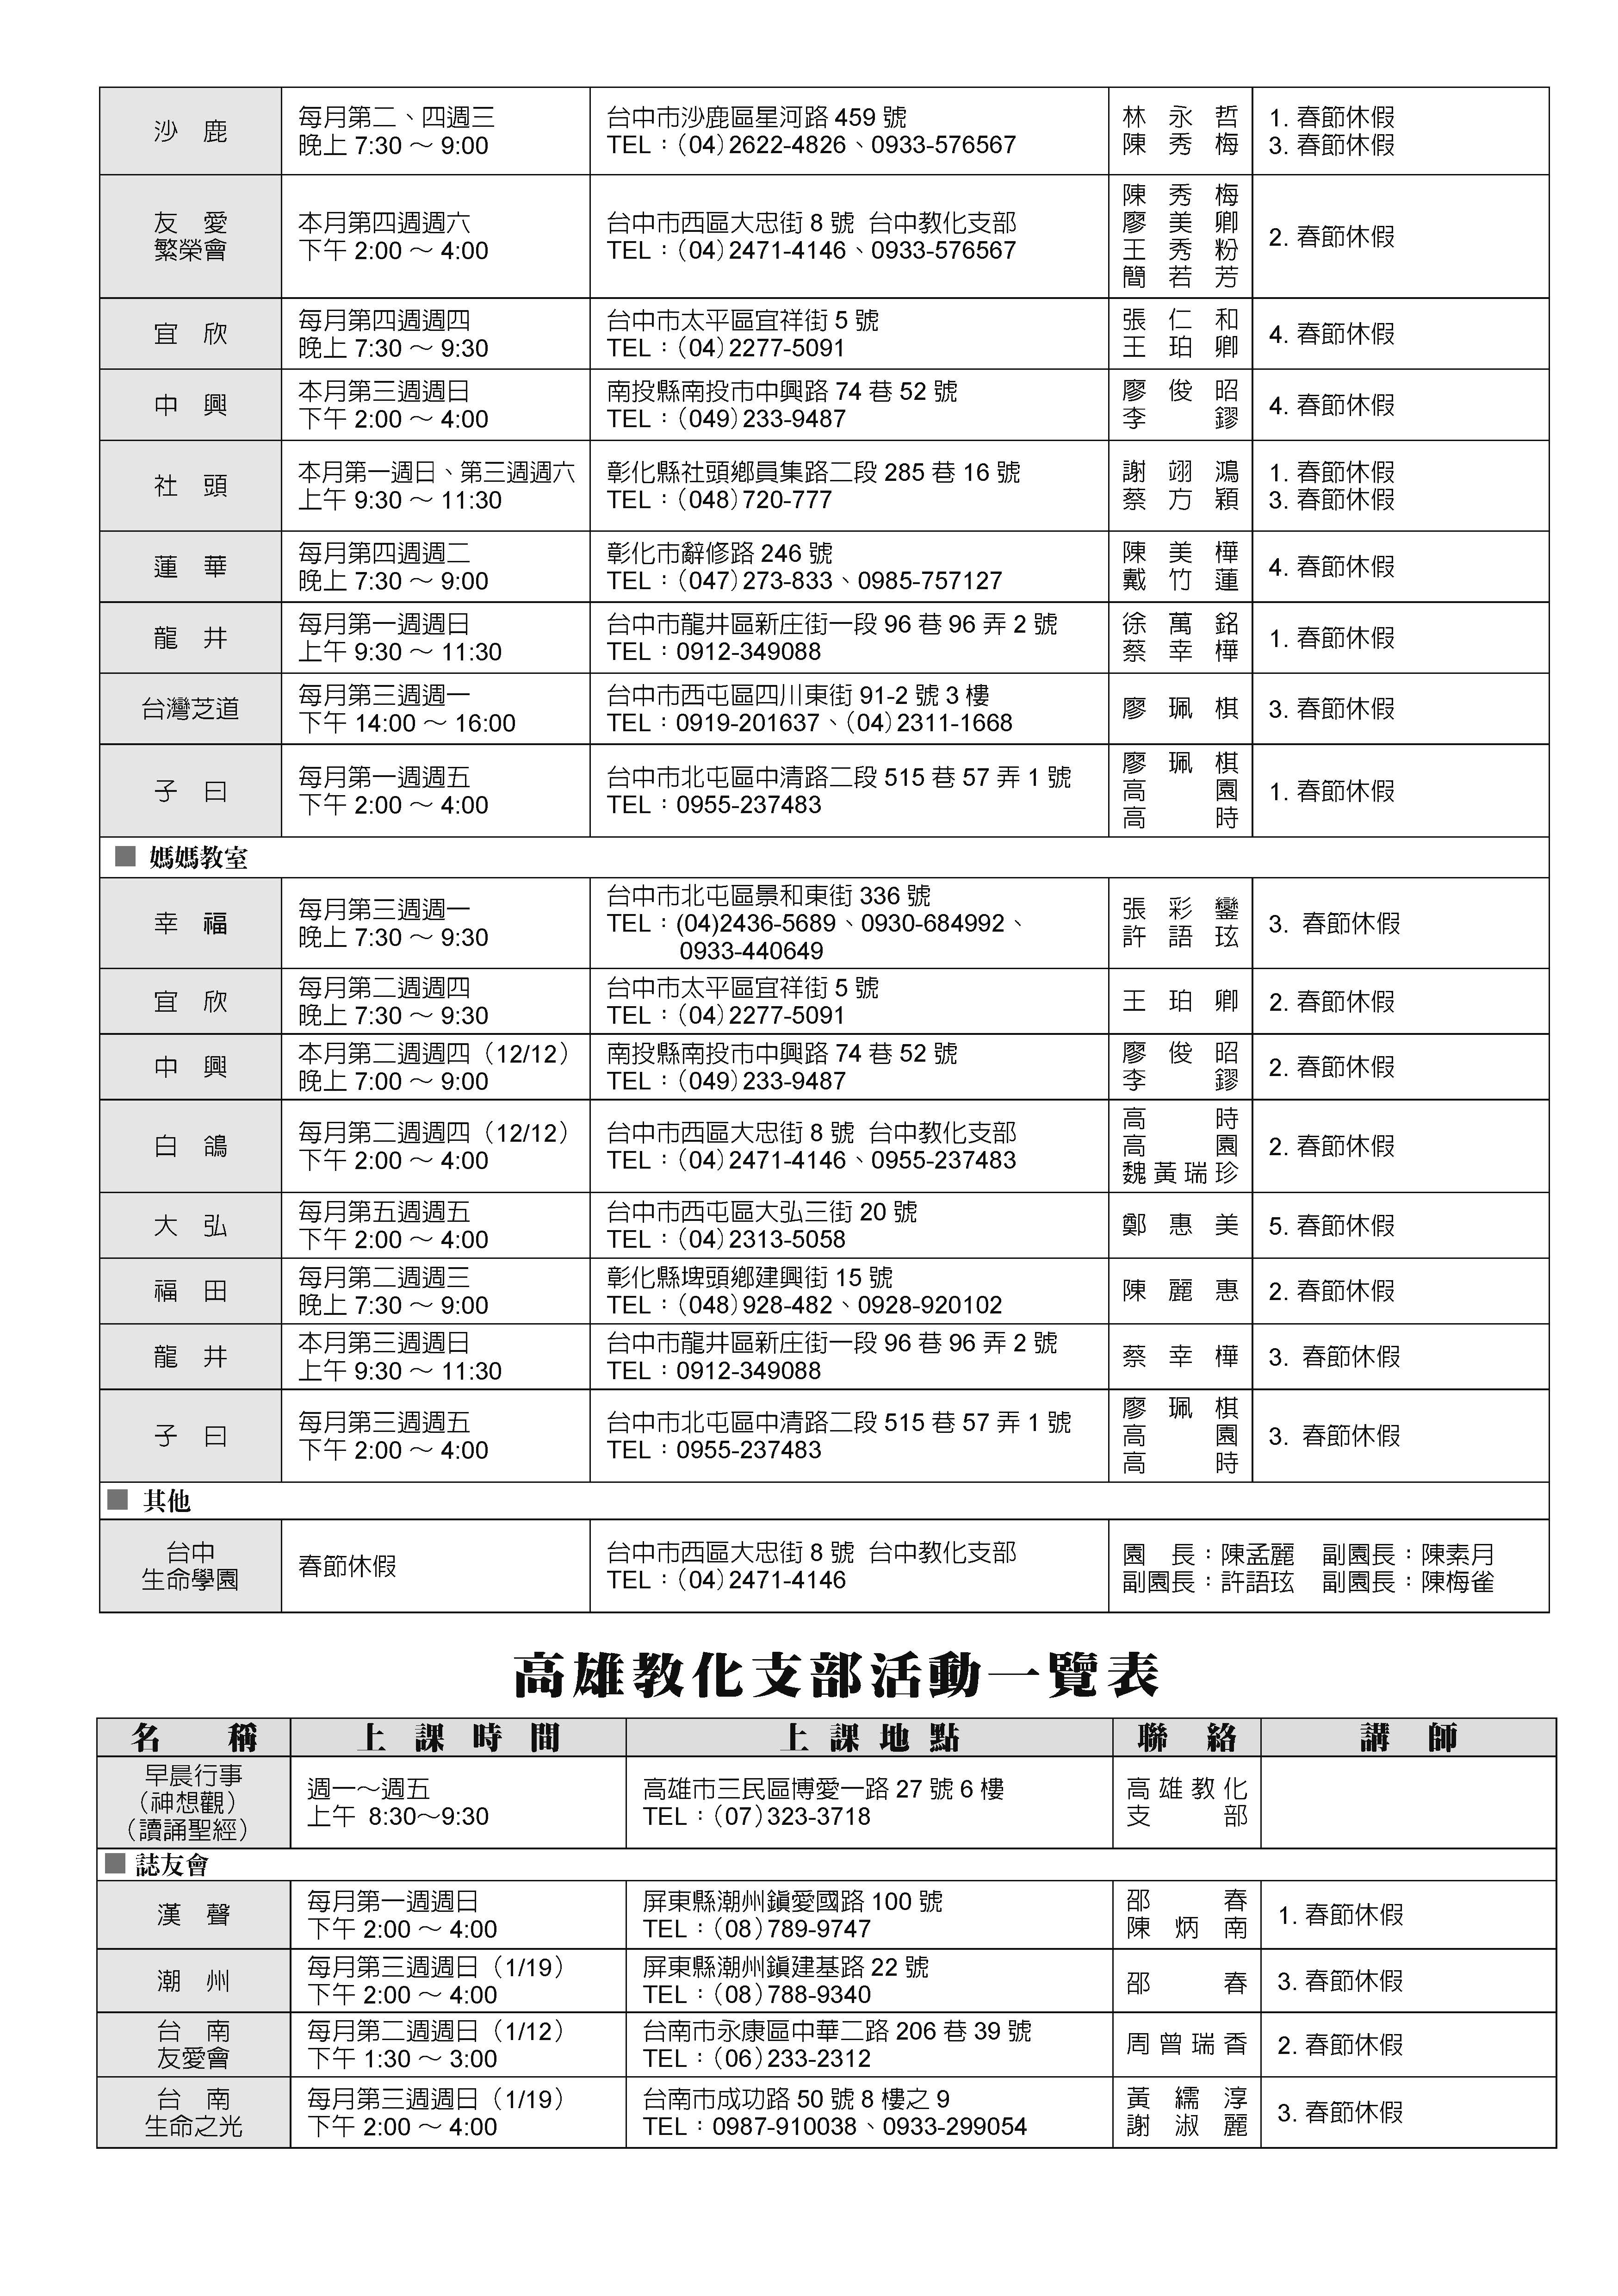 沙 鹿
每月第二、四週三
晚上 7:30 ～ 9:00
台中市沙鹿區星河路 459 號
TEL：(04)2622-4826、0933-576567
林永哲
陳秀梅
1. 春節休假
3. 春節休假
友 愛
繁榮會
本月第四週週六
下午 2:00 ～ 4:00
台中市西區大忠街 8 號 台中教化支部
TEL：(04)2471-4146、0933-576567
陳秀梅
廖美卿
王秀粉
簡若芳
2. 春節休假
宜 欣
每月第四週週四
晚上 7:30 ～ 9:30
台中市太平區宜祥街 5 號
TEL：(04)2277-5091
張仁和
王珀卿
4. 春節休假
中 興
本月第三週週日
下午 2:00 ～ 4:00
南投縣南投市中興路 74 巷 52 號
TEL：(049)233-9487
廖俊昭
李鏐
4. 春節休假
社 頭
本月第一週日、第三週週六
上午 9:30 ～ 11:30
彰化縣社頭鄉員集路二段 285 巷 16 號
TEL：(048)720-777
謝翊鴻
蔡方穎
1. 春節休假
3. 春節休假
蓮 華
每月第四週週二
晚上 7:30 ～ 9:00
彰化市辭修路 246 號
TEL：(047)273-833、0985-757127
陳美樺
戴竹蓮
4. 春節休假
龍 井
每月第一週週日
上午 9:30 ～ 11:30
台中市龍井區新庄街一段 96 巷 96 弄 2 號
TEL：0912-349088
徐萬銘
蔡幸樺
1. 春節休假
台灣芝道
每月第三週週一
下午 14:00 ～ 16:00
台中市西屯區四川東街 91-2 號 3 樓
TEL：0919-201637、(04)2311-1668
廖珮棋
3. 春節休假
子 曰
每月第一週週五
下午 2:00 ～ 4:00
台中市北屯區中清路二段 515 巷 57 弄 1 號
TEL：0955-237483
廖珮棋
高園
高時
1. 春節休假
■ 媽媽教室
幸 福
每月第三週週一
晚上 7:30 ～ 9:30
台中市北屯區景和東街 336 號
TEL：(04)2436-5689、0930-684992、
0933-440649
張彩鑾
許語玹
3. 春節休假
宜 欣
每月第二週週四
晚上 7:30 ～ 9:30
台中市太平區宜祥街 5 號
TEL：(04)2277-5091
王珀卿
2. 春節休假
中 興
本月第二週週四（12/12）
晚上 7:00 ～ 9:00
南投縣南投市中興路 74 巷 52 號
TEL：(049)233-9487
廖俊昭
李鏐
2. 春節休假
白 鴿
每月第二週週四（12/12）
下午 2:00 ～ 4:00
台中市西區大忠街 8 號 台中教化支部
TEL：(04)2471-4146、0955-237483
高時
高園
魏黃瑞珍
2. 春節休假
大 弘
每月第五週週五
下午 2:00 ～ 4:00
台中市西屯區大弘三街 20 號
TEL：(04)2313-5058
鄭惠美
5. 春節休假
福 田
每月第二週週三
晚上 7:30 ～ 9:00
彰化縣埤頭鄉建興街 15 號
TEL：(048)928-482、0928-920102
陳麗惠
2. 春節休假
龍 井
本月第三週週日
上午 9:30 ～ 11:30
台中市龍井區新庄街一段 96 巷 96 弄 2 號
TEL：0912-349088
蔡幸樺
3. 春節休假
子 曰
每月第三週週五
下午 2:00 ～ 4:00
台中市北屯區中清路二段 515 巷 57 弄 1 號
TEL：0955-237483
廖珮棋
高園
高時
3. 春節休假
■ 其他
台中
生命學園
春節休假
台中市西區大忠街 8 號 台中教化支部
TEL：(04)2471-4146
園 長：陳孟麗 副園長：陳素月
副園長：許語玹 副園長：陳梅雀
高雄教化支部活動一覽表
名 稱
上 課 時 間
上 課 地 點
聯 絡
講 師
早晨行事
（神想觀）
（讀誦聖經）
週一～週五
上午 8:30～9:30
高雄市三民區博愛一路 27 號 6 樓
TEL：(07)323-3718
高雄教化
支部
■ 誌友會
漢 聲
每月第一週週日
下午 2:00 ～ 4:00
屏東縣潮州鎮愛國路 100 號
TEL：(08)789-9747
邵春
陳炳南
1. 春節休假
潮 州
每月第三週週日（1/19）
下午 2:00 ～ 4:00
屏東縣潮州鎮建基路 22 號
TEL：(08)788-9340
邵春
3. 春節休假
台 南
友愛會
每月第二週週日（1/12）
下午 1:30 ～ 3:00
台南市永康區中華二路 206 巷 39 號
TEL：(06)233-2312
周曾瑞香
2. 春節休假
台 南
生命之光
每月第三週週日（1/19）
下午 2:00 ～ 4:00
台南市成功路 50 號 8 樓之 9
TEL：0987-910038、0933-299054
黃繻淳
謝淑麗
3. 春節休假